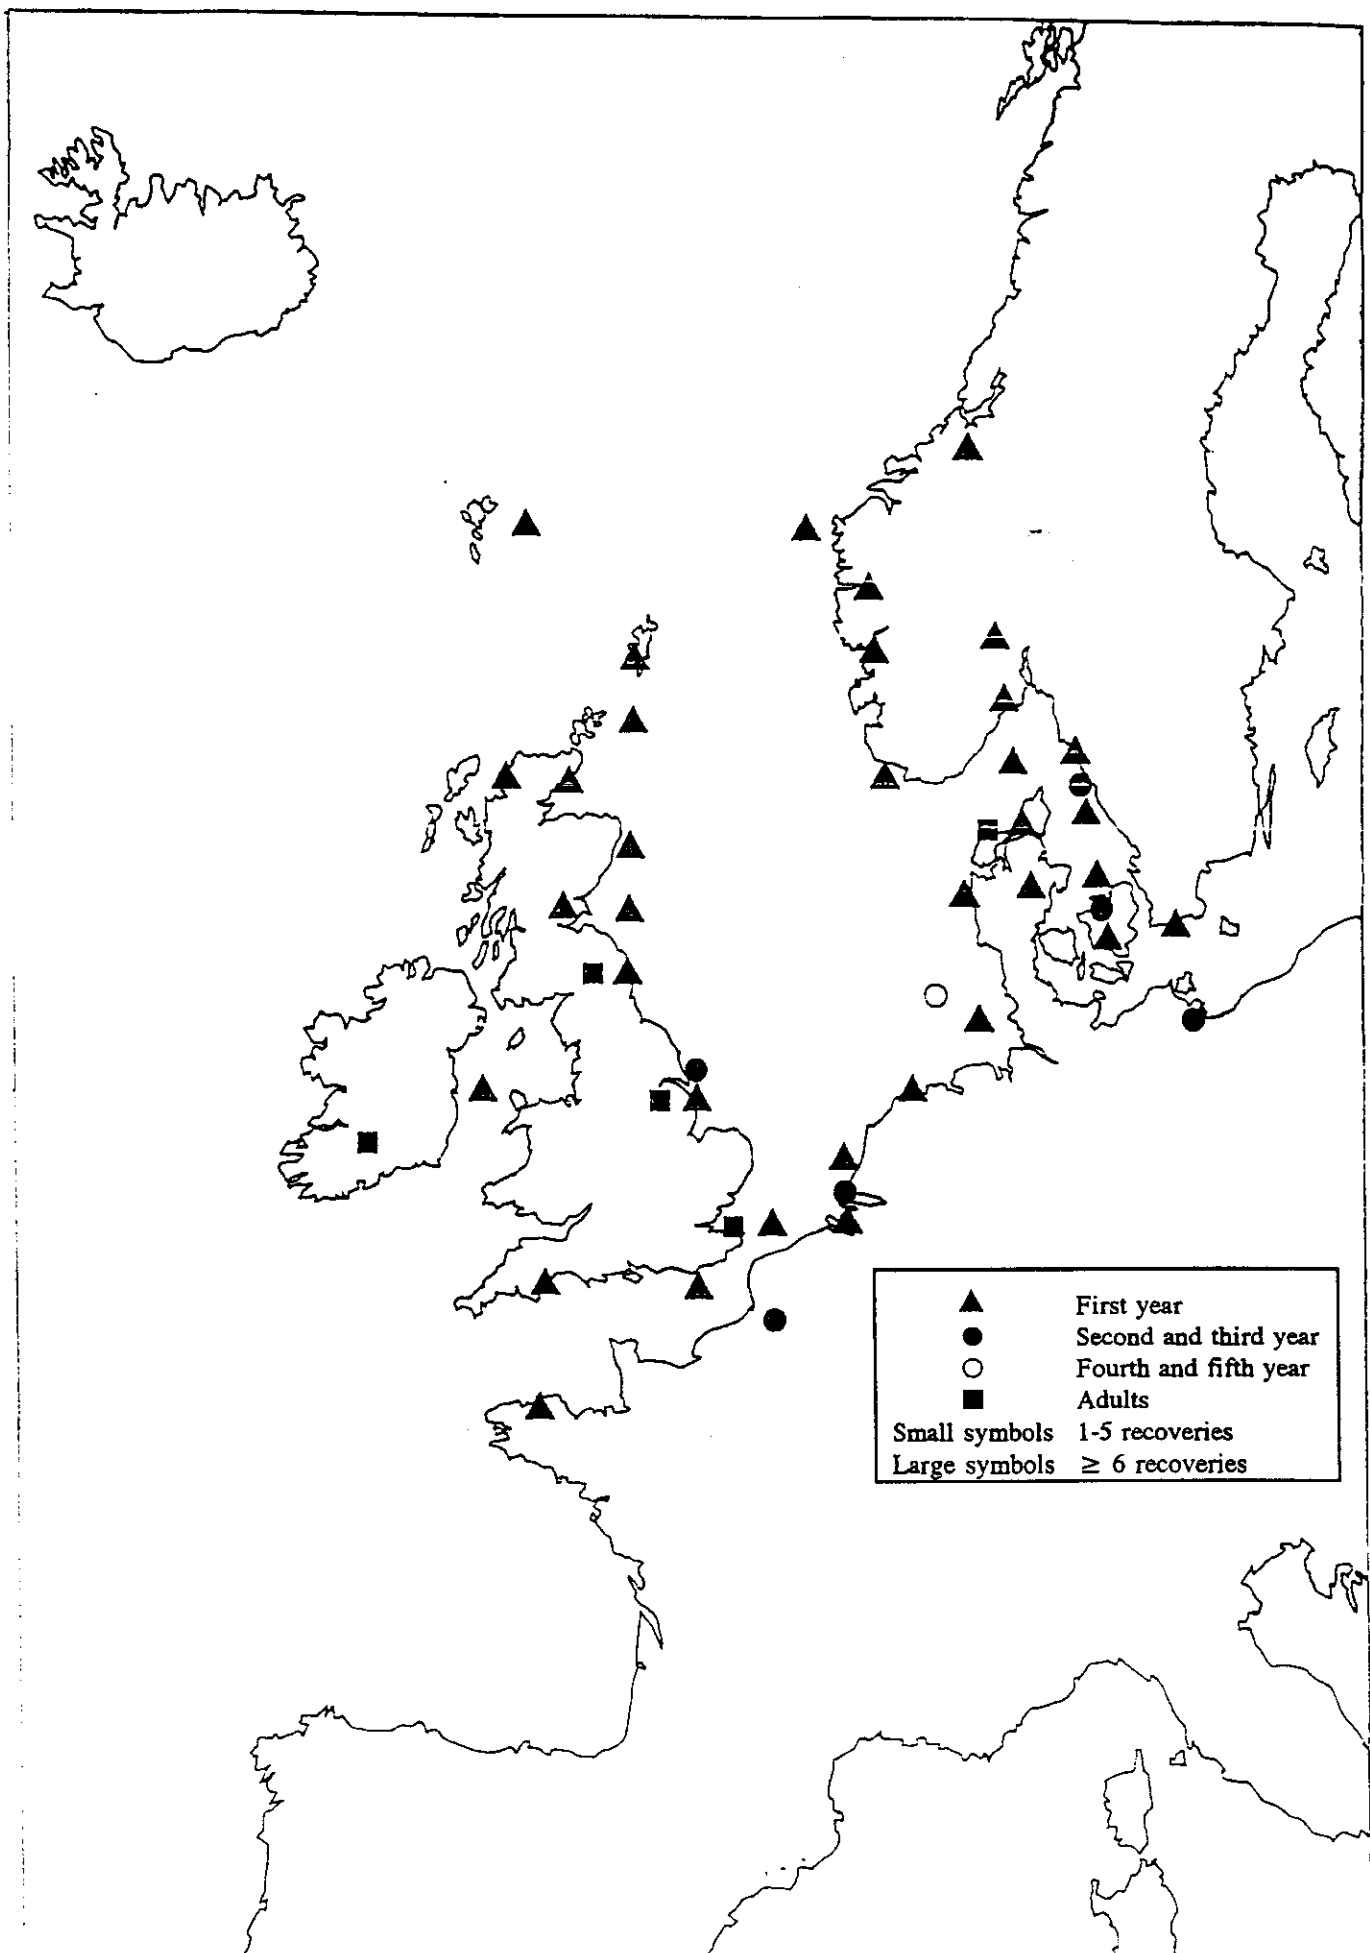 First year
Second and third year
Fourth and fifth year
Adults
Small symbols 1-5 recoveries
Large symbols ≥ 6 recoveries